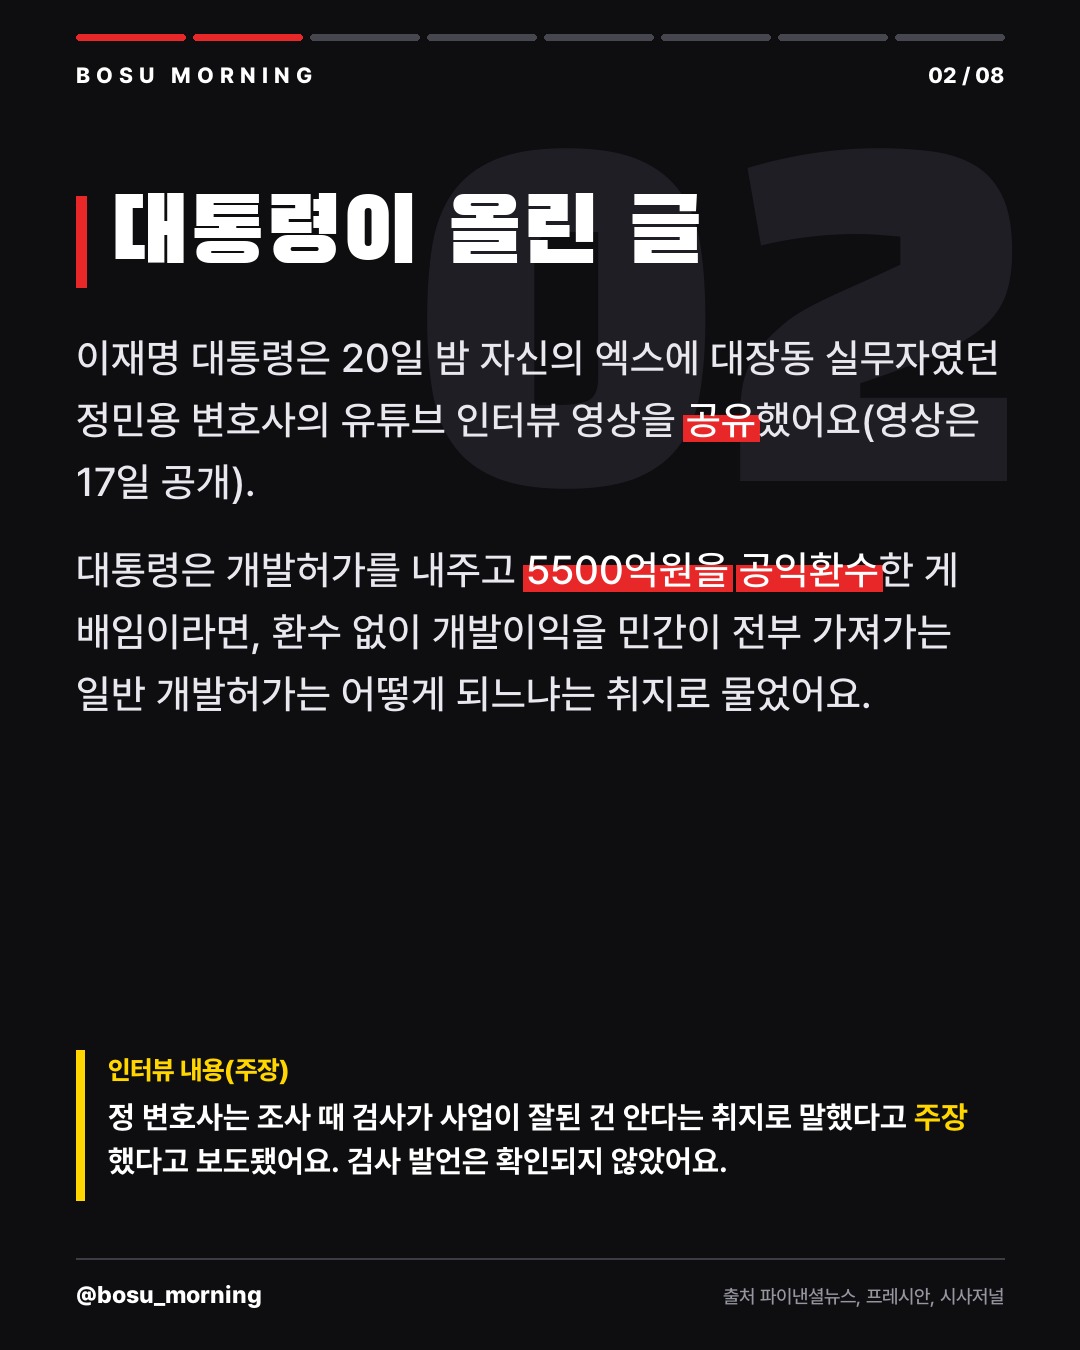 BOSU MORNING
02 / 08
02
대통령이 올린 글
이재명 대통령은 20일 밤 자신의 엑스에 대장동 실무자였던
정민용 변호사의 유튜브 인터뷰 영상을 공유했어요(영상은
17일 공개).
대통령은 개발허가를 내주고 5500억원을 공익환수한 게
배임이라면, 환수 없이 개발이익을 민간이 전부 가져가는
일반 개발허가는 어떻게 되느냐는 취지로 물었어요.
인터뷰 내용(주장)
정 변호사는 조사 때 검사가 사업이 잘된 건 안다는 취지로 말했다고 주장
했다고 보도됐어요. 검사 발언은 확인되지 않았어요.
@bosu_morning
출처 파이낸셜뉴스, 프레시안, 시사저널